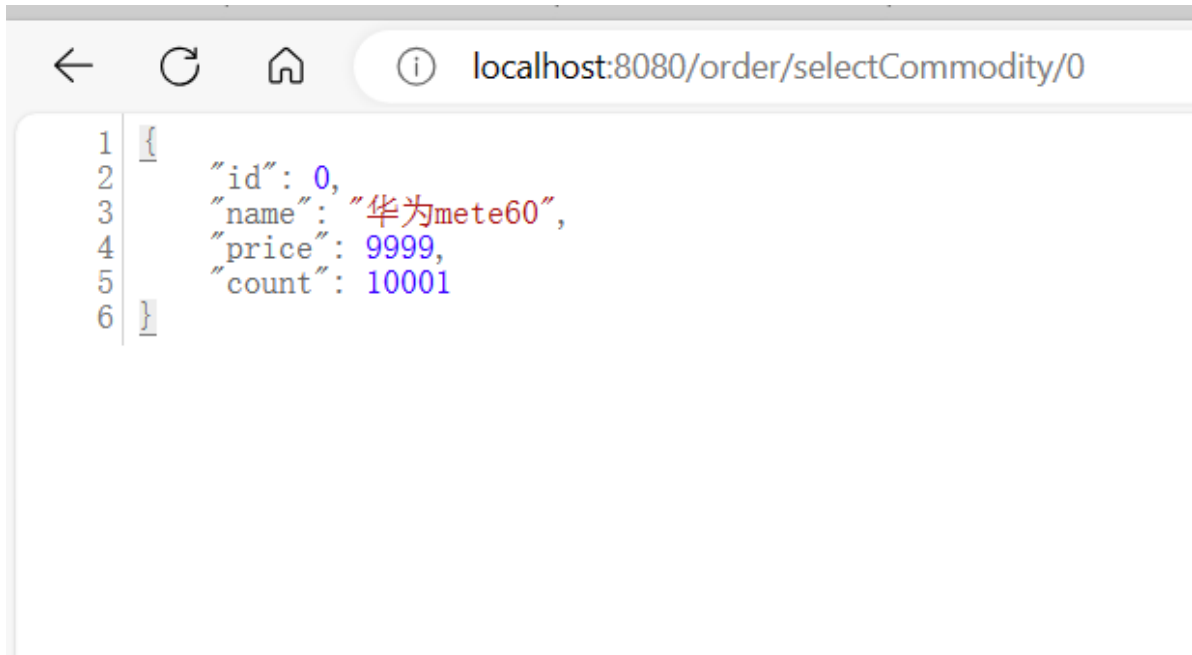 localhost:8080/order/selectCommodity/0
1 {
2 "id": 0,
3 "name": "华为mete60",
4 "price": 9999,
5 "count": 10001
6 }